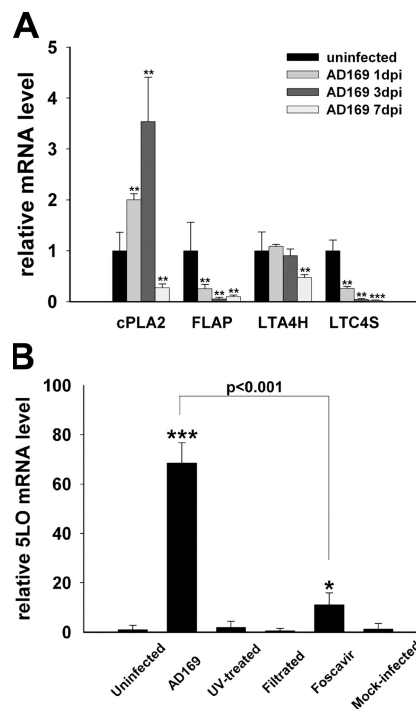 A
relative mRNA level
5
4
3
2
1
0
uninfected
AD169 1dpi
AD169 3dpi
AD169 7dpi
**
**
**
**
**
**
**
**
**
***
cPLA2
FLAP
LTA4H
LTC4S
B
relative 5LO mRNA level
100
80
60
40
20
0
p<0.001
***
*
Uninfected
AD169
UV-treated
Filtrated
Foscavir
Mock-infected